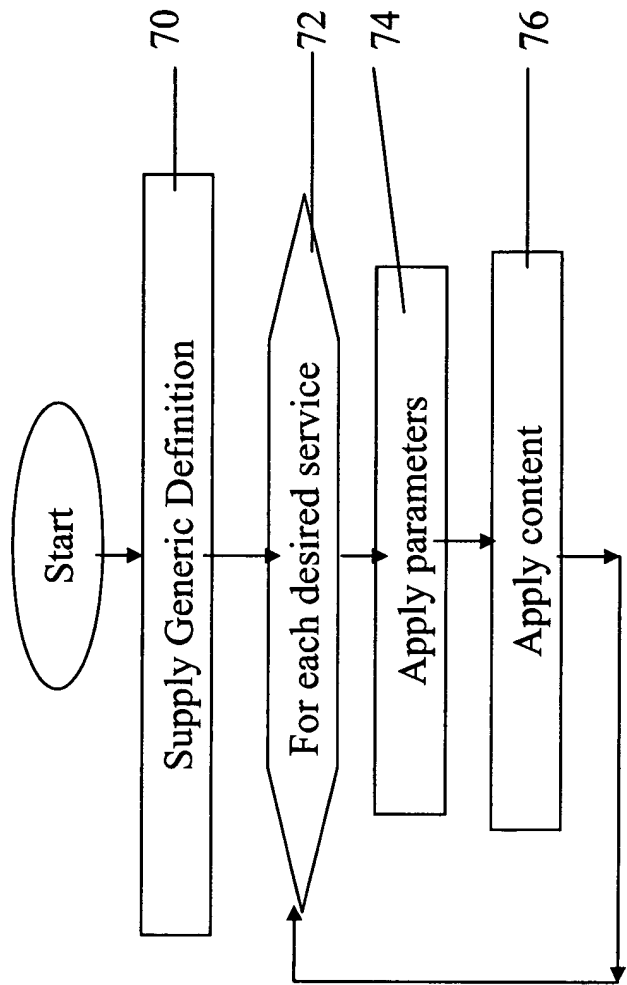 Start
Supply Generic Definition
70
For each desired service
72
Apply parameters
74
Apply content
76